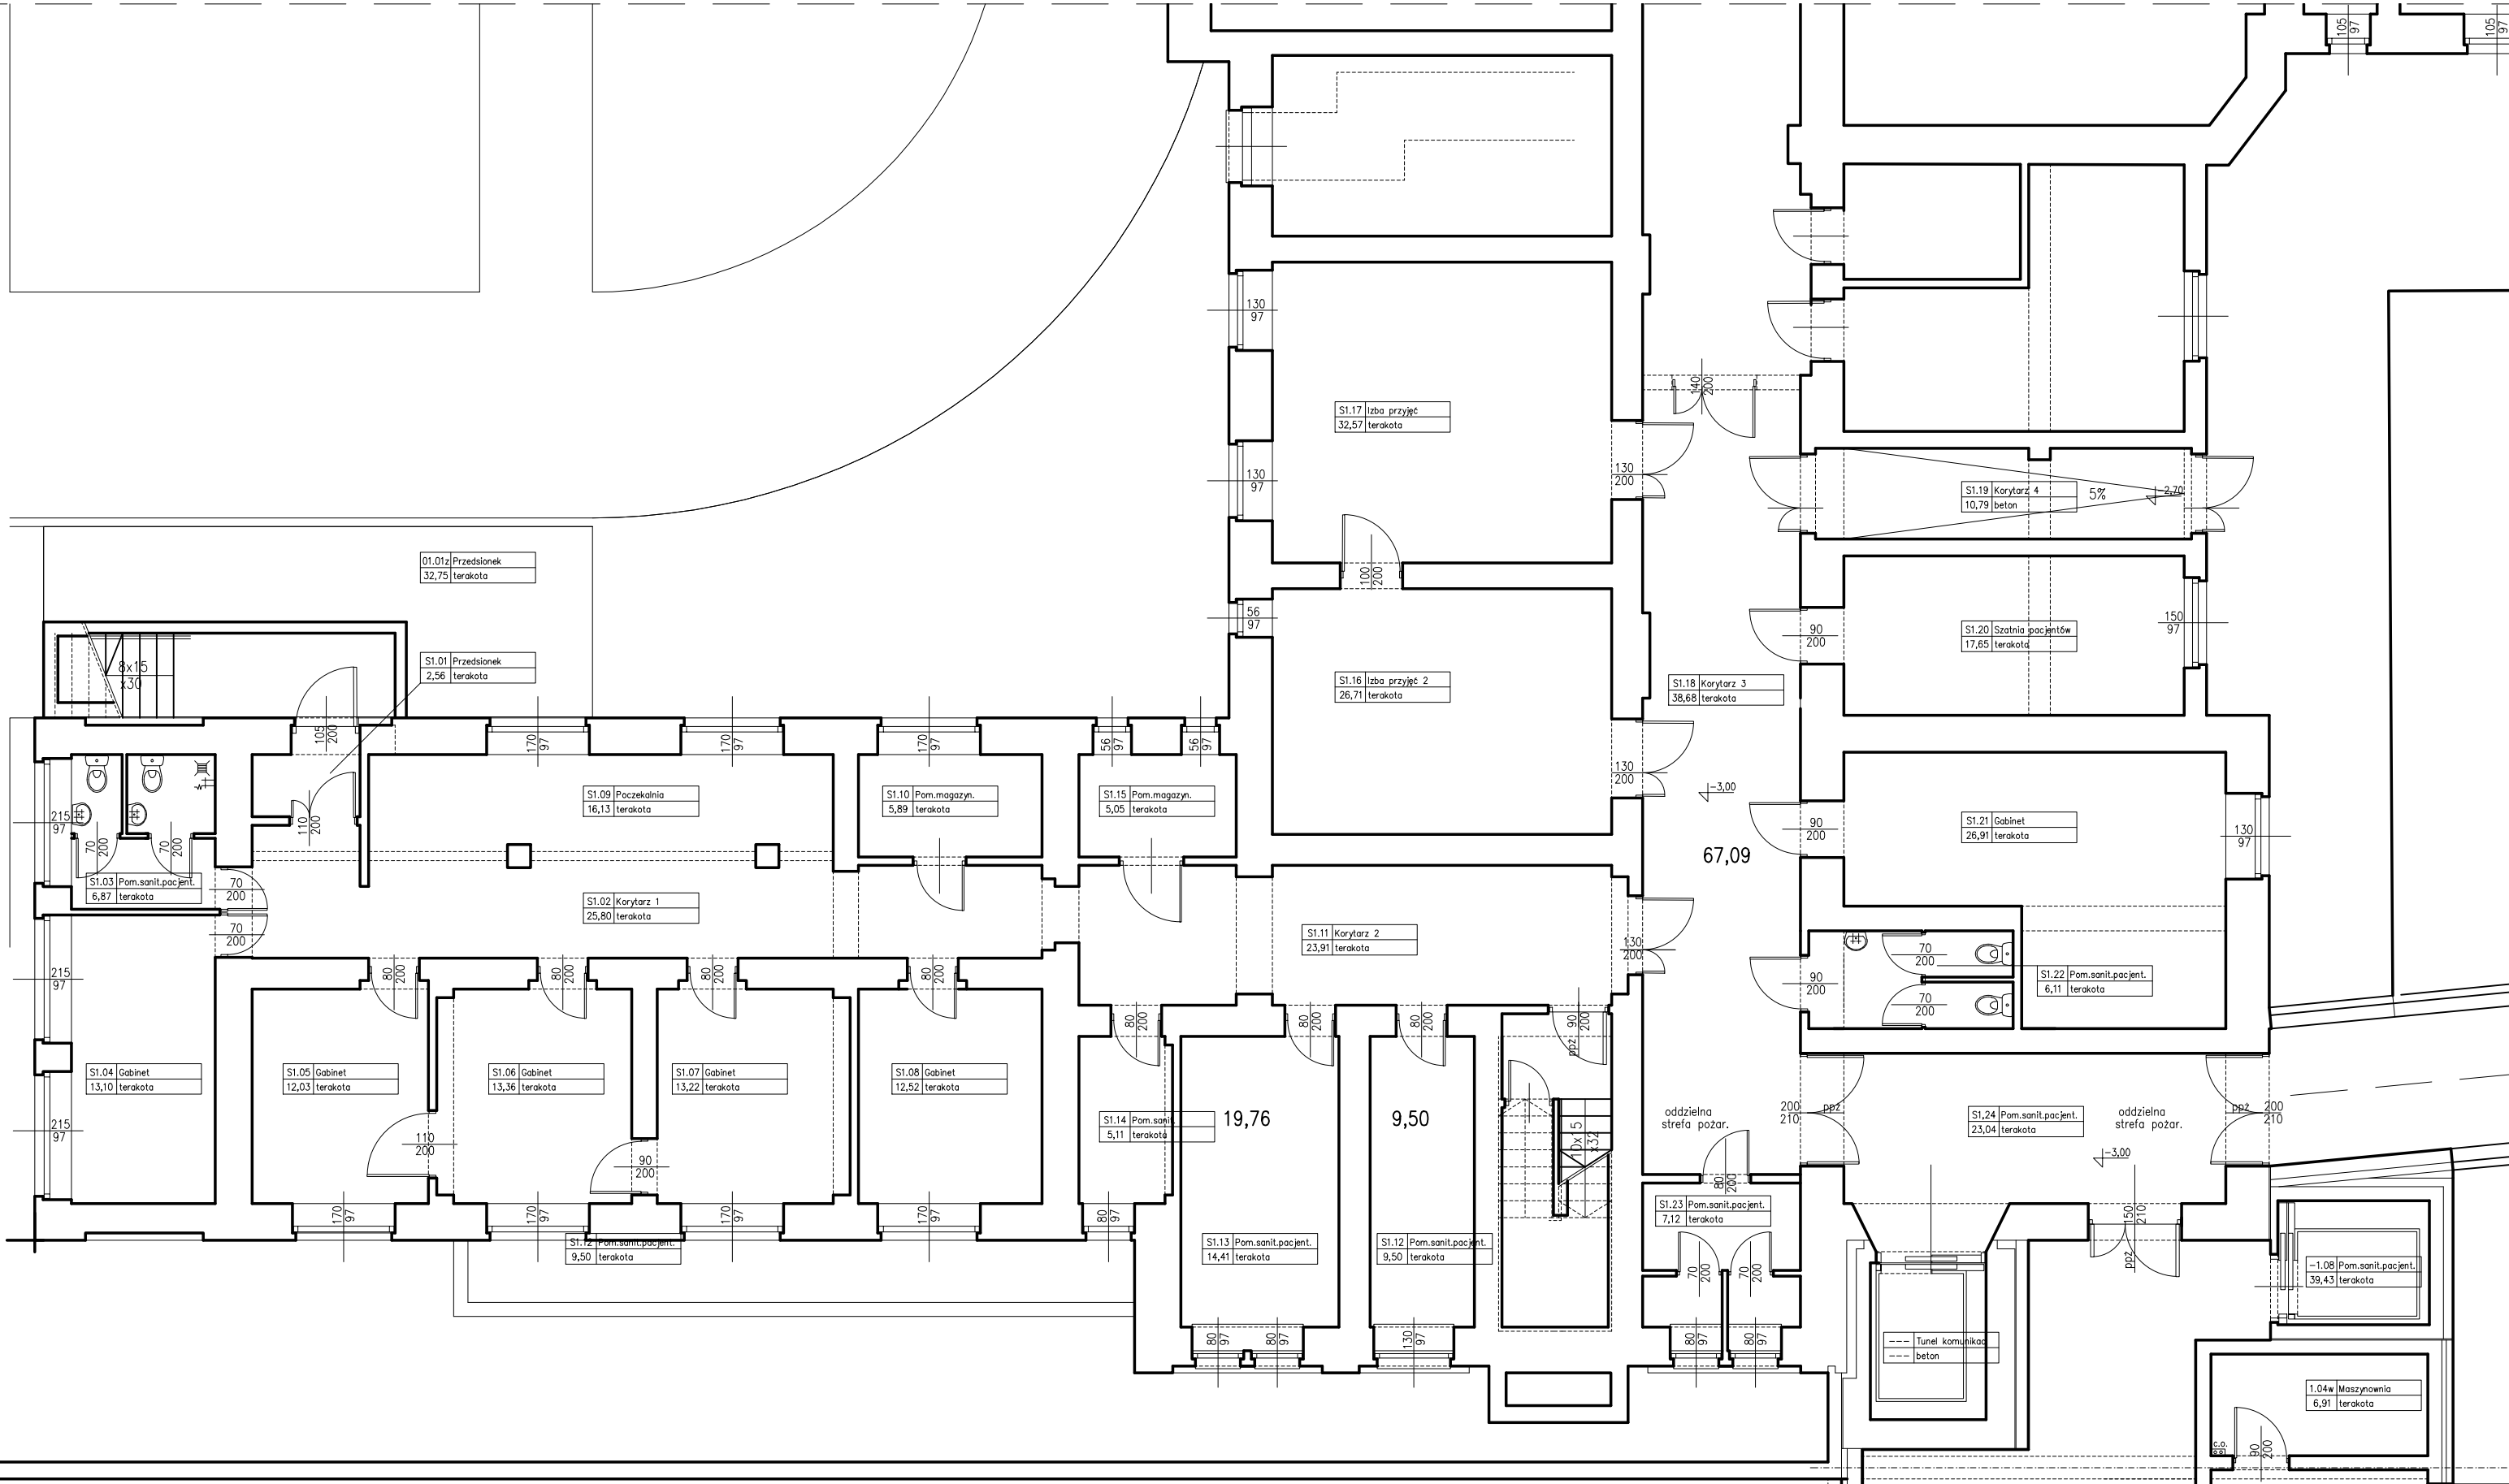 105
97
105
97
130
97
140
200
S1.17 Izba przyjęć
32,57 terakota
130
97
130
200
S1.19 Korytarz 4
10,79 beton
5%
-2,70
01.01z Przedsionek
32,75 terakota
100
200
56
97
90
200
S1.20 Szatnia pacjentów
17,65 terakota
150
97
8x15
x30
S1.01 Przedsionek
2,56 terakota
S1.16 Izba przyjęć 2
26,71 terakota
S1.18 Korytarz 3
38,68 terakota
105
200
170
97
170
97
170
97
56
97
56
97
130
200
-3,00
S1.09 Poczekalnia
16,13 terakota
S1.10 Pom.magazyn.
5,89 terakota
S1.15 Pom.magazyn.
5,05 terakota
215
97
110
200
90
200
S1.21 Gabinet
26,91 terakota
130
97
70
200
70
200
67,09
S1.03 Pom.sanit.pacjent.
6,87 terakota
70
200
S1.02 Korytarz 1
25,80 terakota
70
200
S1.11 Korytarz 2
23,91 terakota
130
200
70
200
215
97
80
200
80
200
80
200
80
200
90
200
S1.22 Pom.sanit.pacjent.
6,11 terakota
70
200
80
200
80
200
80
200
90
200
ppż
S1.04 Gabinet
13,10 terakota
S1.05 Gabinet
12,03 terakota
S1.06 Gabinet
13,36 terakota
S1.07 Gabinet
13,22 terakota
S1.08 Gabinet
12,52 terakota
S1.14 Pom.sanit.
5,11 terakota
19,76
9,50
10x15
x32
oddzielna
strefa pożar.
200
210
ppż
S1,24 Pom.sanit.pacjent.
23,04 terakota
oddzielna
strefa pożar.
ppż
200
210
215
97
110
200
90
200
-3,00
80
200
170
97
170
97
170
97
170
97
80
97
S1.23 Pom.sanit.pacjent.
7,12 terakota
150
210
ppż
S1.12 Pom.sanit.pacjent.
9,50 terakota
S1.13 Pom.sanit.pacjent.
14,41 terakota
S1.12 Pom.sanit.pacjent.
9,50 terakota
70
200
70
200
-1.08 Pom.sanit.pacjent.
39,43 terakota
80
97
80
97
130
97
80
97
80
97
--- Tunel komunikac
--- beton
1.04w Maszynownia
6,91 terakota
c.o.
90
200